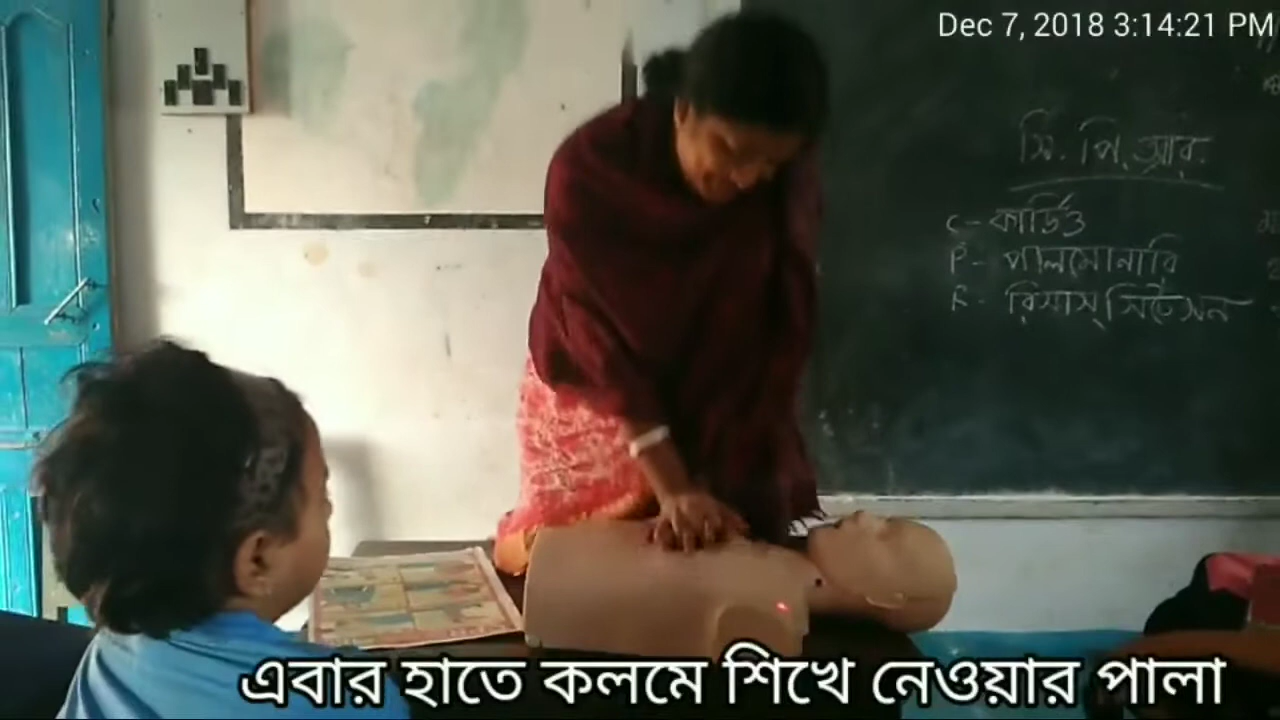 Dec 7, 2018 3:14:21 PM
সি. পি. আর.
C - কার্ডিও
P - পালমোনারি
R - রিসাস্ সিটেসন
এবার হাতে কলমে শিখে নেওয়ার পালা